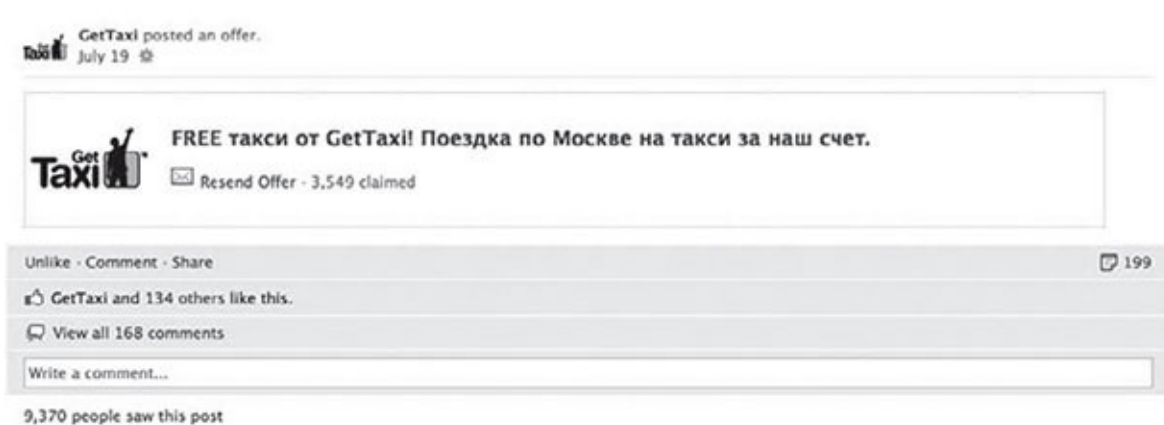 GetTaxi posted an offer.
July 19
FREE такси от GetTaxi! Поездка по Москве на такси за наш счет.
Get
Taxi
Resend Offer · 3,549 claimed
Unlike · Comment · Share
199
GetTaxi and 134 others like this.
View all 168 comments
Write a comment...
9,370 people saw this post